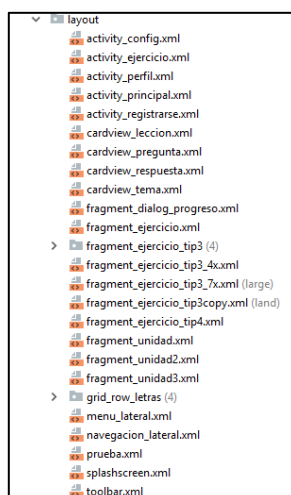 layout
activity_config.xml
activity_ejercicio.xml
activity_perfil.xml
activity_principal.xml
activity_registrarse.xml
cardview_leccion.xml
cardview_pregunta.xml
cardview_respuesta.xml
cardview_tema.xml
fragment_dialog_progreso.xml
fragment_ejercicio.xml
fragment_ejercicio_tip3 (4)
fragment_ejercicio_tip3_4x.xml
fragment_ejercicio_tip3_7x.xml (large)
fragment_ejercicio_tip3copy.xml (land)
fragment_ejercicio_tip4.xml
fragment_unidad.xml
fragment_unidad2.xml
fragment_unidad3.xml
grid_row_letras (4)
menu_lateral.xml
navegacion_lateral.xml
prueba.xml
splashscreen.xml
toolbar.xml